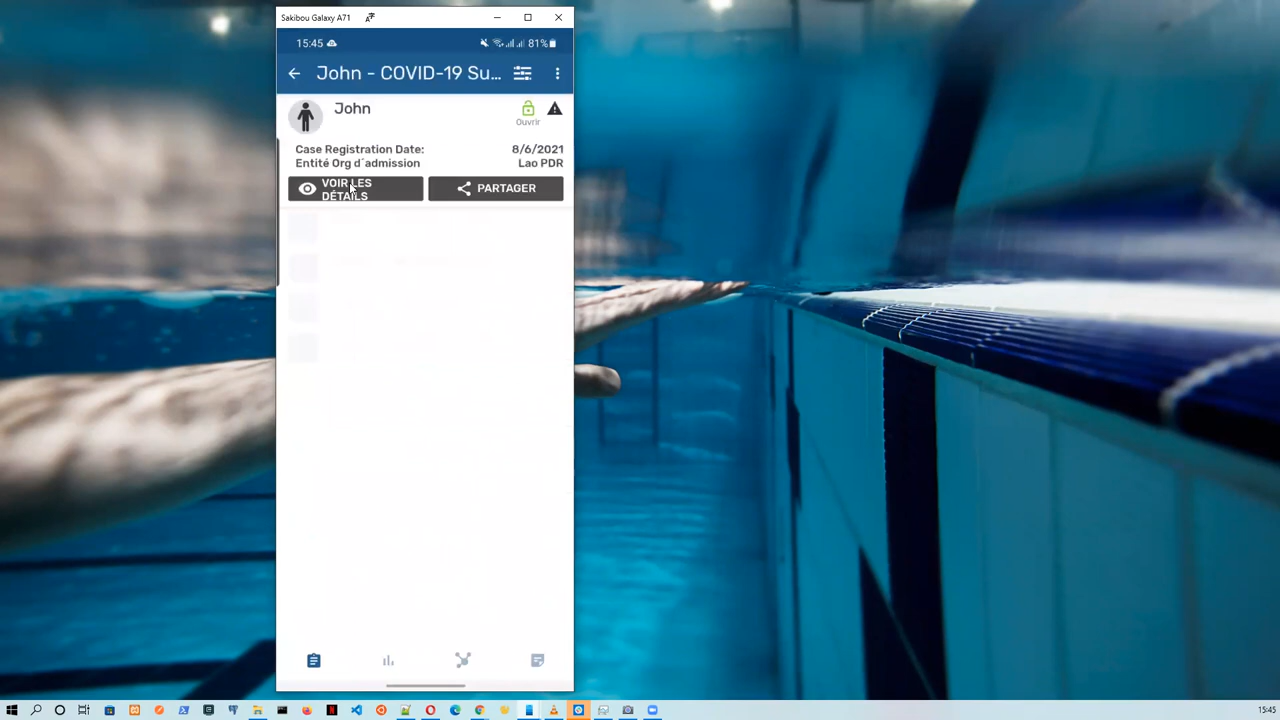 Sakibou Galaxy A71
15:45 81%
John - COVID-19 Su...
John
Ouvrir
Case Registration Date: 8/6/2021
Entité Org d´admission Lao PDR
VOIR LES
DÉTAILS
PARTAGER
15:45